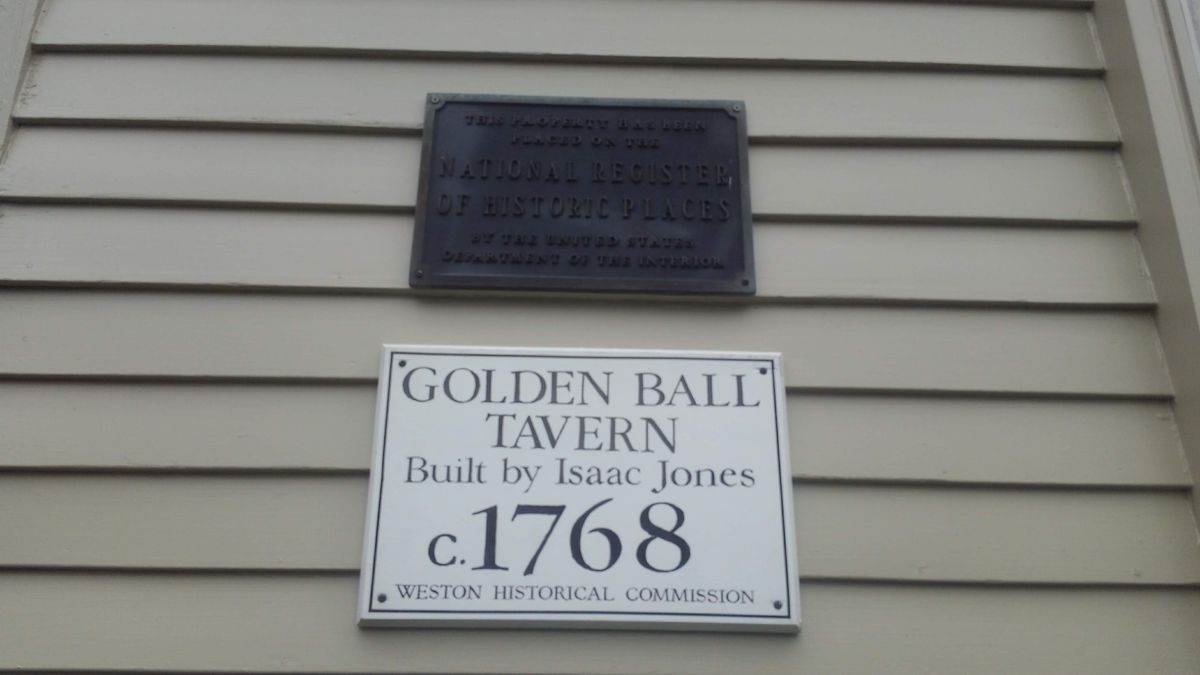 THIS PROPERTY HAS BEEN
PLACED ON THE
NATIONAL REGISTER
OF HISTORIC PLACES
BY THE UNITED STATES
DEPARTMENT OF THE INTERIOR
GOLDEN BALL
TAVERN
Built by Isaac Jones
c.1768
WESTON HISTORICAL COMMISSION